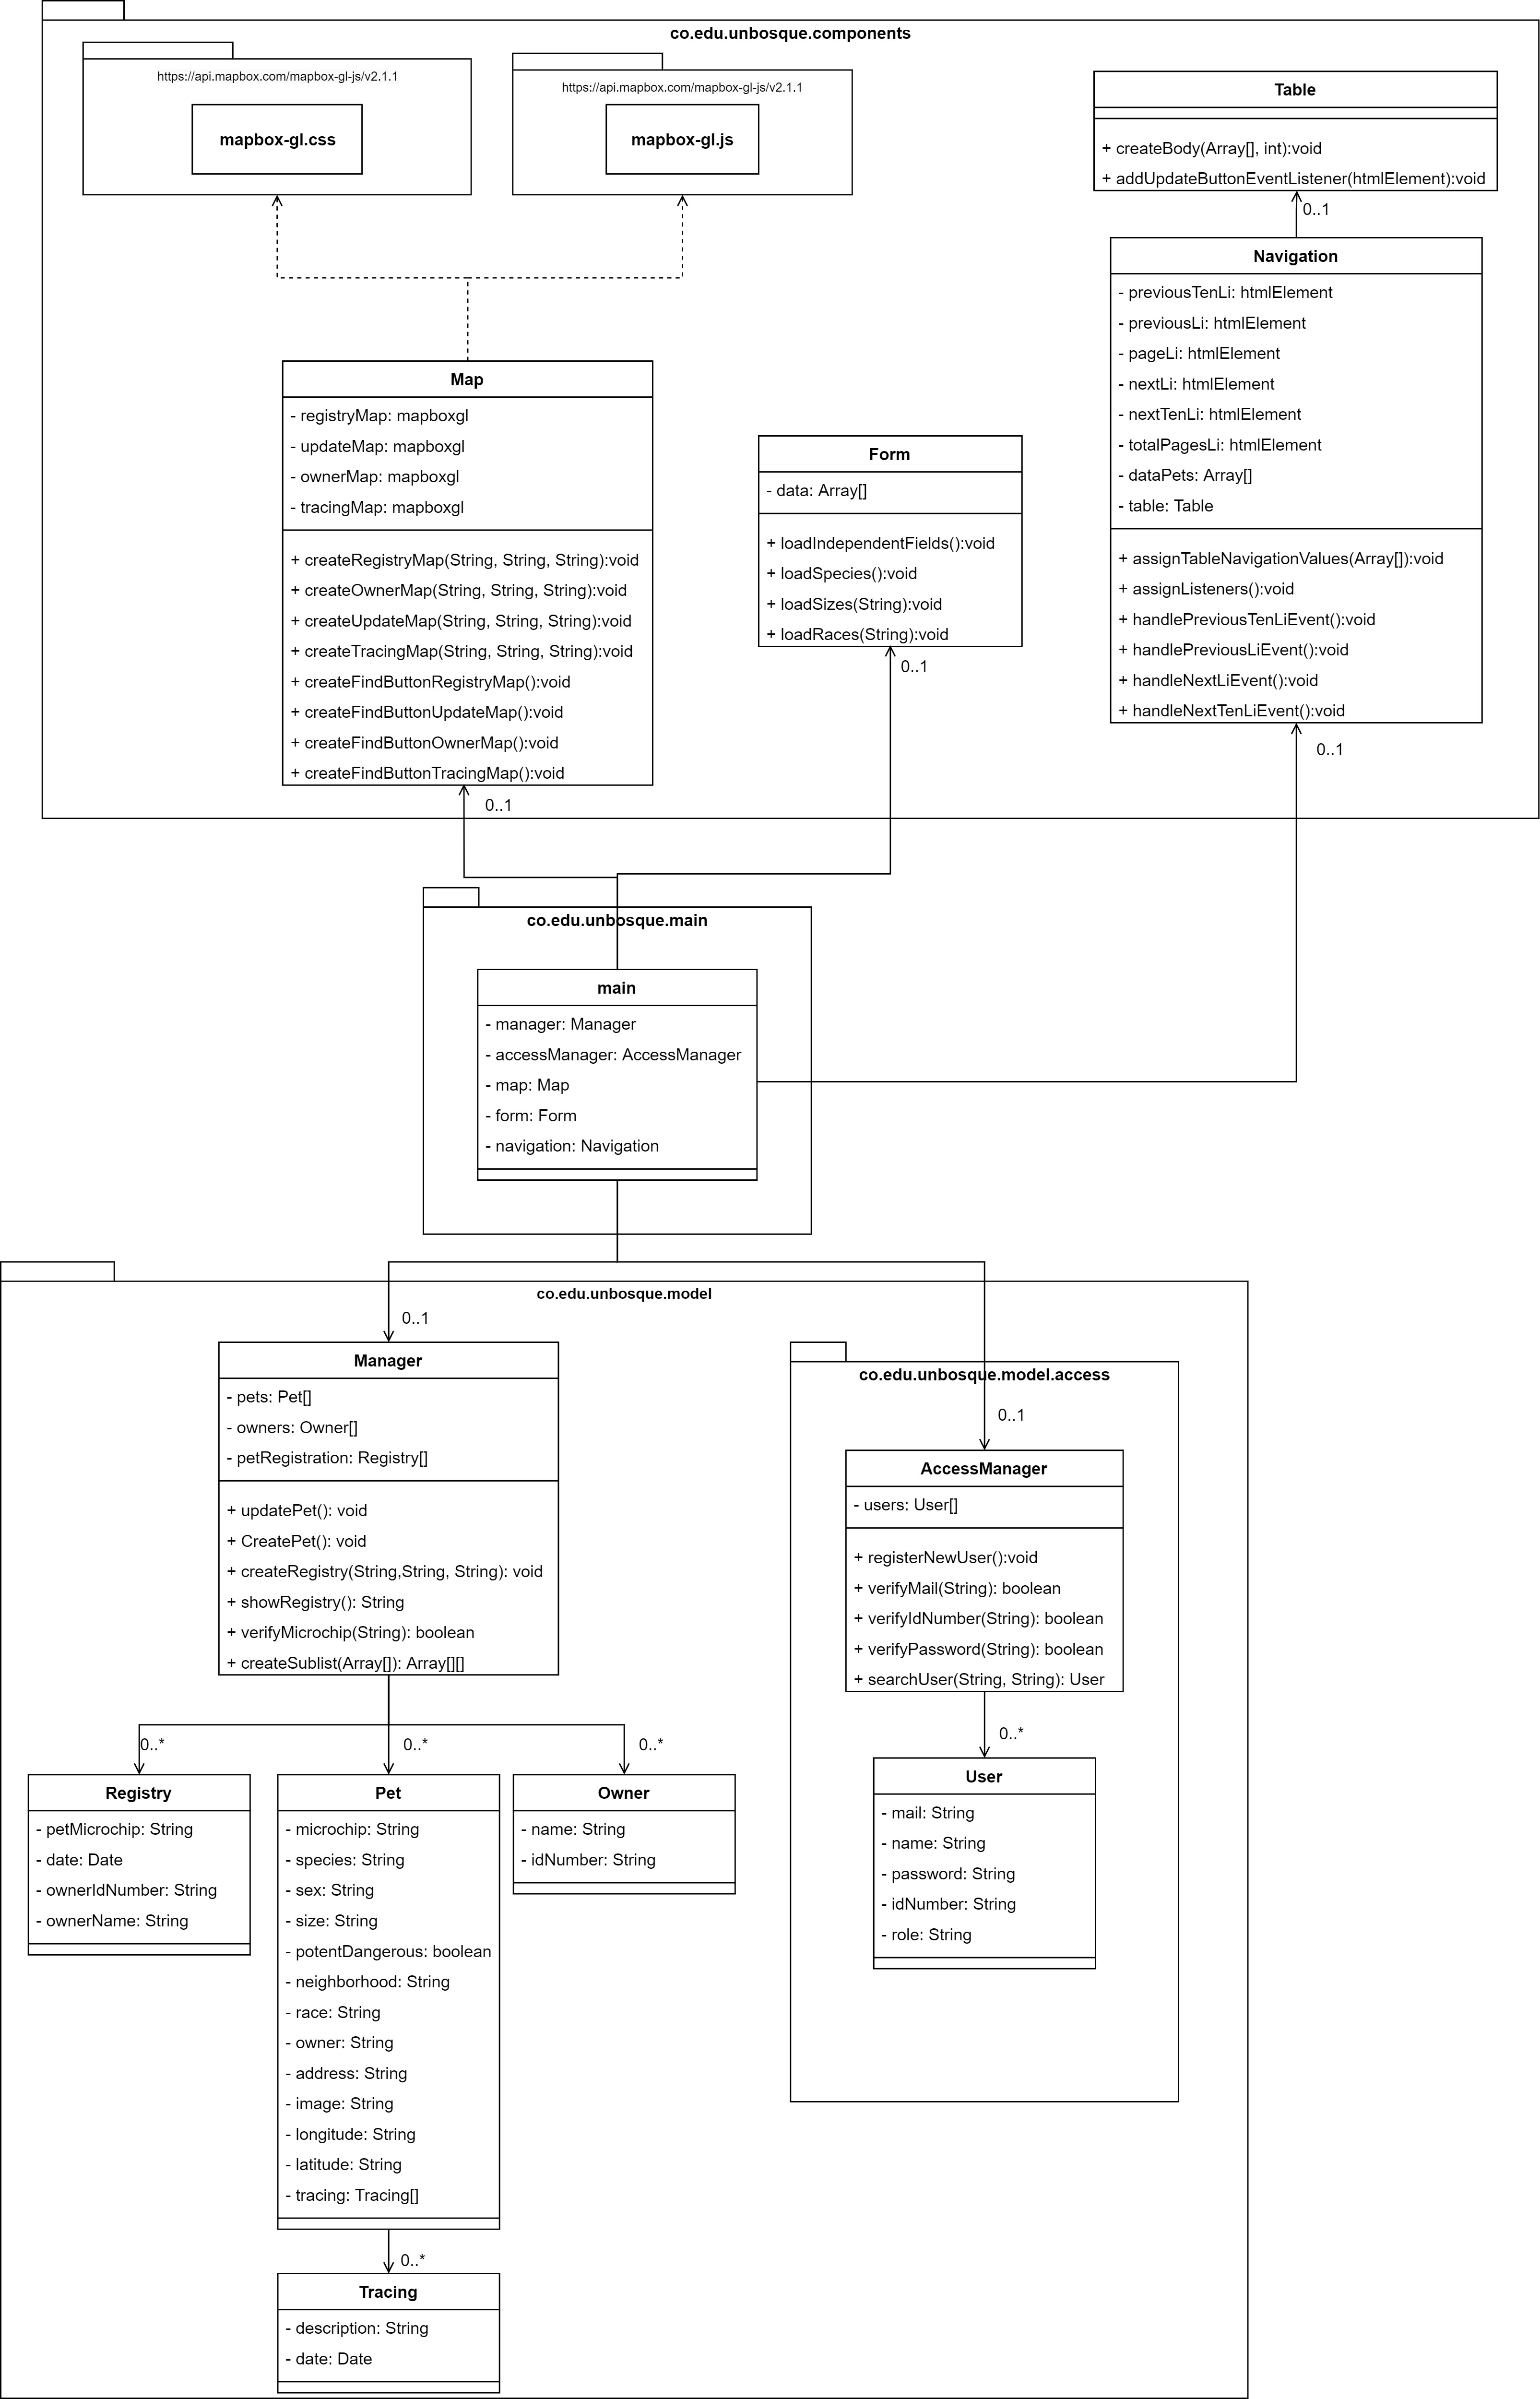 co.edu.unbosque.components
https://api.mapbox.com/mapbox-gl-js/v2.1.1
mapbox-gl.css
https://api.mapbox.com/mapbox-gl-js/v2.1.1
mapbox-gl.js
Table
+ createBody(Array[], int):void
+ addUpdateButtonEventListener(htmlElement):void
0..1
Navigation
- previousTenLi: htmlElement
- previousLi: htmlElement
- pageLi: htmlElement
- nextLi: htmlElement
- nextTenLi: htmlElement
- totalPagesLi: htmlElement
- dataPets: Array[]
- table: Table
+ assignTableNavigationValues(Array[]):void
+ assignListeners():void
+ handlePreviousTenLiEvent():void
+ handlePreviousLiEvent():void
+ handleNextLiEvent():void
+ handleNextTenLiEvent():void
0..1
Map
- registryMap: mapboxgl
- updateMap: mapboxgl
- ownerMap: mapboxgl
- tracingMap: mapboxgl
+ createRegistryMap(String, String, String):void
+ createOwnerMap(String, String, String):void
+ createUpdateMap(String, String, String):void
+ createTracingMap(String, String, String):void
+ createFindButtonRegistryMap():void
+ createFindButtonUpdateMap():void
+ createFindButtonOwnerMap():void
+ createFindButtonTracingMap():void
0..1
Form
- data: Array[]
+ loadIndependentFields():void
+ loadSpecies():void
+ loadSizes(String):void
+ loadRaces(String):void
0..1
co.edu.unbosque.main
main
- manager: Manager
- accessManager: AccessManager
- map: Map
- form: Form
- navigation: Navigation
co.edu.unbosque.model
0..1
Manager
- pets: Pet[]
- owners: Owner[]
- petRegistration: Registry[]
+ updatePet(): void
+ CreatePet(): void
+ createRegistry(String,String, String): void
+ showRegistry(): String
+ verifyMicrochip(String): boolean
+ createSublist(Array[]): Array[][]
co.edu.unbosque.model.access
0..1
AccessManager
- users: User[]
+ registerNewUser():void
+ verifyMail(String): boolean
+ verifyIdNumber(String): boolean
+ verifyPassword(String): boolean
+ searchUser(String, String): User
0..*
User
- mail: String
- name: String
- password: String
- idNumber: String
- role: String
0..*
0..*
0..*
Registry
- petMicrochip: String
- date: Date
- ownerIdNumber: String
- ownerName: String
Pet
- microchip: String
- species: String
- sex: String
- size: String
- potentDangerous: boolean
- neighborhood: String
- race: String
- owner: String
- address: String
- image: String
- longitude: String
- latitude: String
- tracing: Tracing[]
Owner
- name: String
- idNumber: String
0..*
Tracing
- description: String
- date: Date